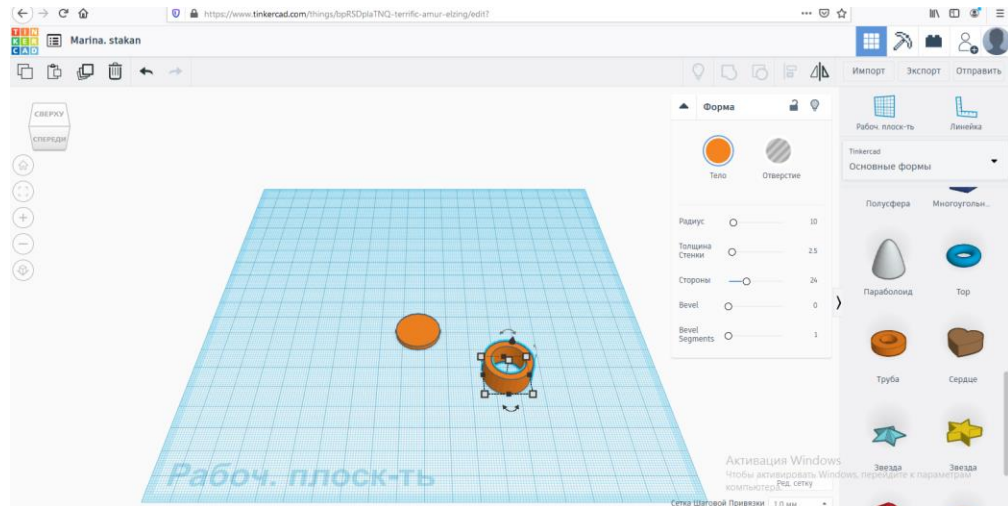 https://www.tinkercad.com/things/bpR5DplaTNQ-terrific-amur-elzing/edit?
TIN
KER
CAD
Marina. stakan
Импорт
Экспорт
Отправить
СВЕРХУ
СПЕРЕДИ
Форма
Тело
Отверстие
Радиус
10
Толщина
Стенки
2.5
Стороны
24
Bevel
0
Bevel
Segments
1
Рабоч. плоск-ть
Линейка
Tinkercad
Основные формы
Полусфера
Многоугольн...
Параболоид
Тор
Труба
Сердце
Звезда
Звезда
Рабоч. плоск-ть
Активация Windows
Чтобы активировать Windows, перейдите к параметрам
компьютера.
Ред. сетку
Сетка Шаговой Привязки
1.0 мм